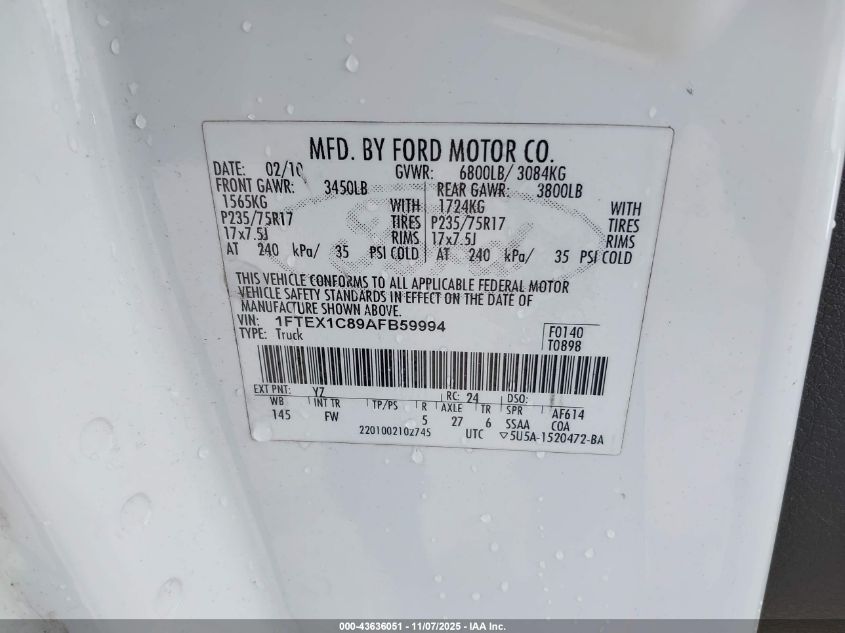 MFD. BY FORD MOTOR CO.
DATE: 02/10 GVWR: 6800LB/ 3084KG
FRONT GAWR: 3450LB REAR GAWR: 3800LB
1565KG WITH 1724KG WITH
P235/75R17 TIRES P235/75R17 TIRES
17x7.5J RIMS 17x7.5J RIMS
AT 240 kPa/ 35 PSI COLD AT 240 kPa/ 35 PSI COLD
THIS VEHICLE CONFORMS TO ALL APPLICABLE FEDERAL MOTOR
VEHICLE SAFETY STANDARDS IN EFFECT ON THE DATE OF
MANUFACTURE SHOWN ABOVE.
VIN: 1FTEX1C89AFB59994 F0140
TYPE: Truck T0898
EXT PNT: YZ RC: 24 DSO:
WB INT TR TP/PS R AXLE TR SPR AF614
145 FW 5 27 6 SSAA COA
220100210z745 UTC ▽5U5A-1520472-BA
000-43636051 — 11/07/2025 — IAA Inc.